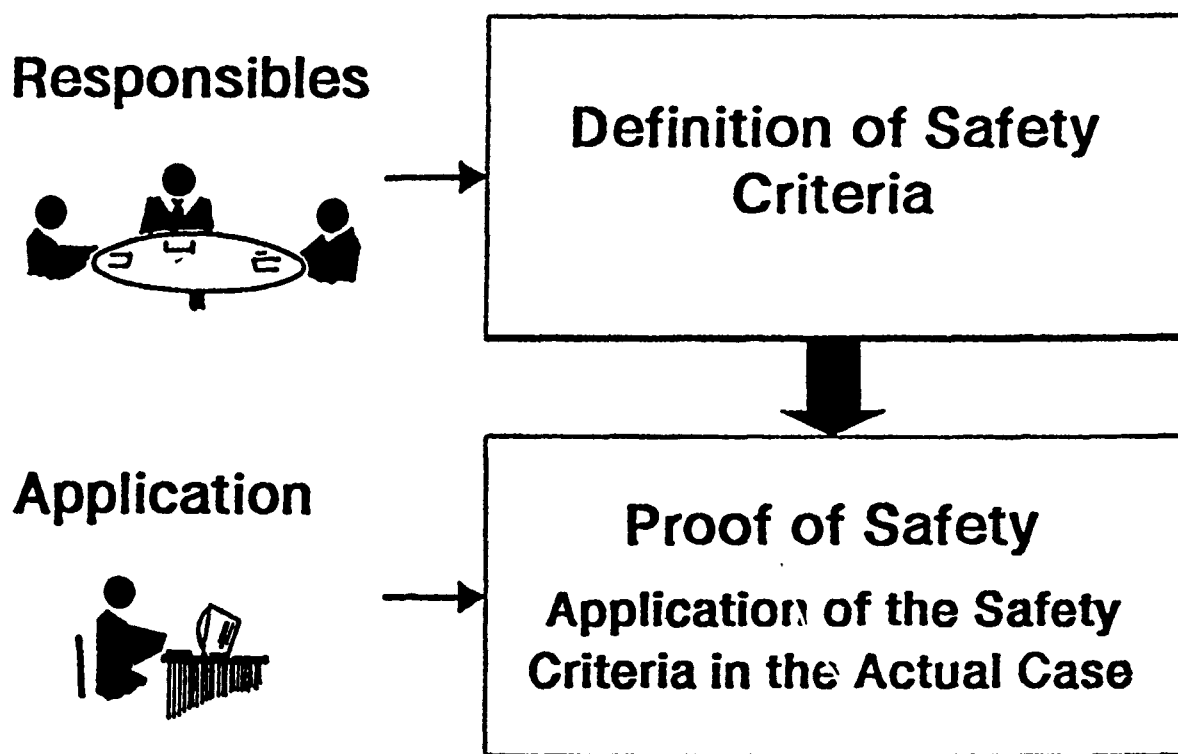 Responsibles
Definition of Safety
Criteria
Application
Proof of Safety
Application of the Safety
Criteria in the Actual Case